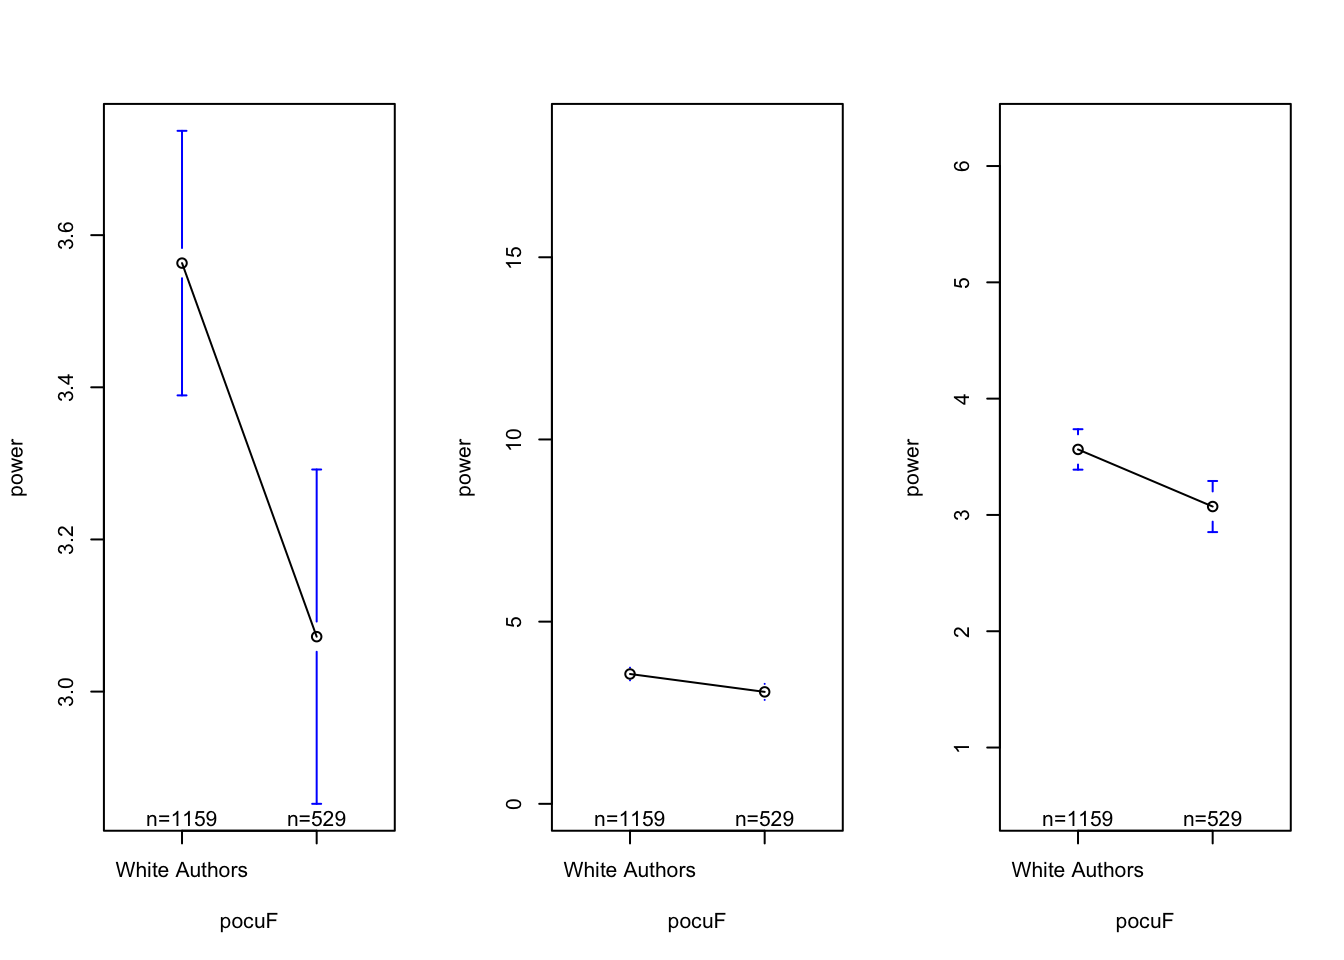 power
3.6
3.4
3.2
3.0
n=1159 n=529
White Authors
pocuF
power
15
10
5
0
n=1159 n=529
White Authors
pocuF
power
6
5
4
3
2
1
n=1159 n=529
White Authors
pocuF